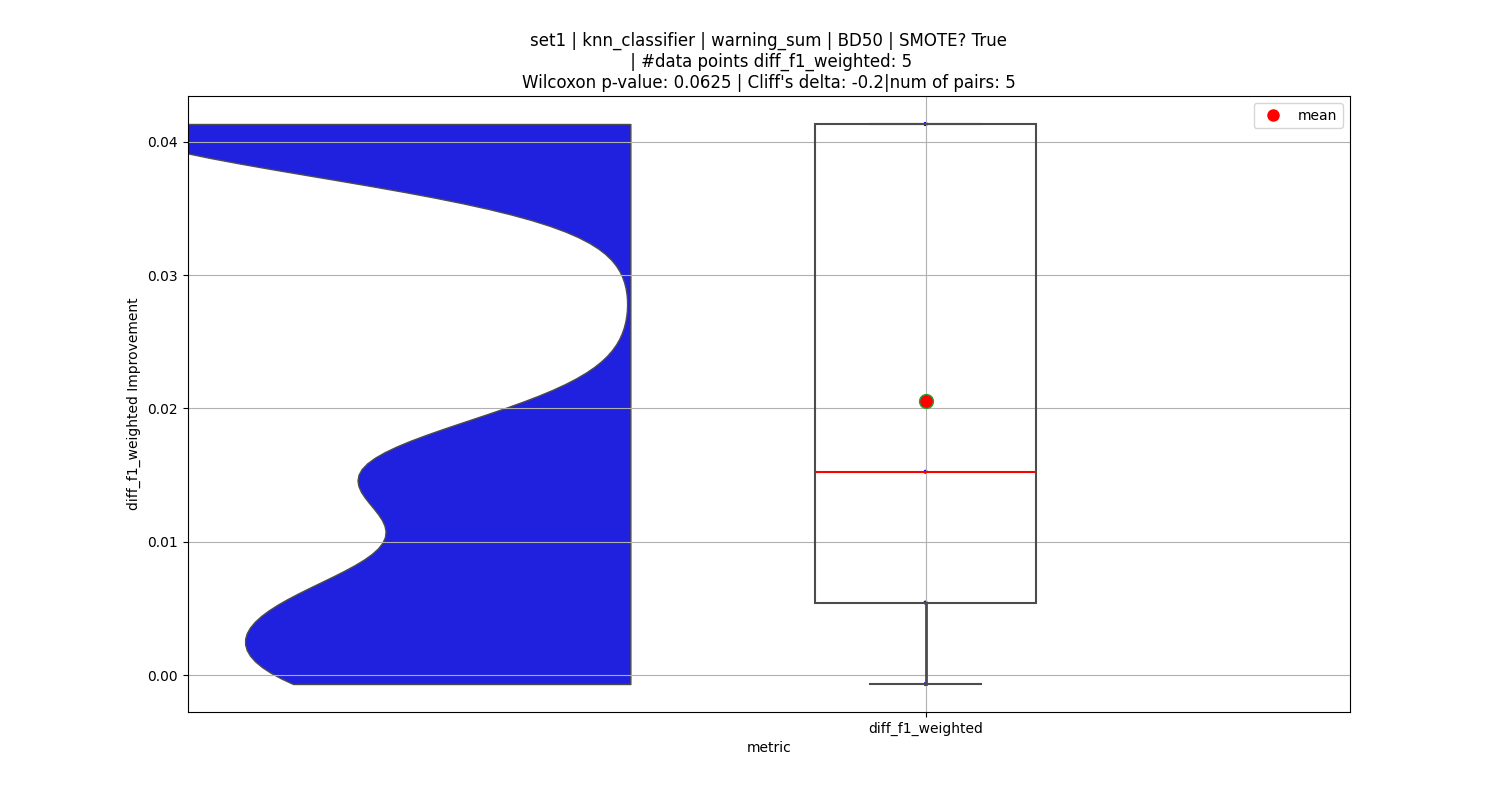 set1 | knn_classifier | warning_sum | BD50 | SMOTE? True
| #data points diff_f1_weighted: 5
Wilcoxon p-value: 0.0625 | Cliff's delta: -0.2|num of pairs: 5
mean
0.04
0.03
0.02
0.01
0.00
diff_f1_weighted Improvement
diff_f1_weighted
metric